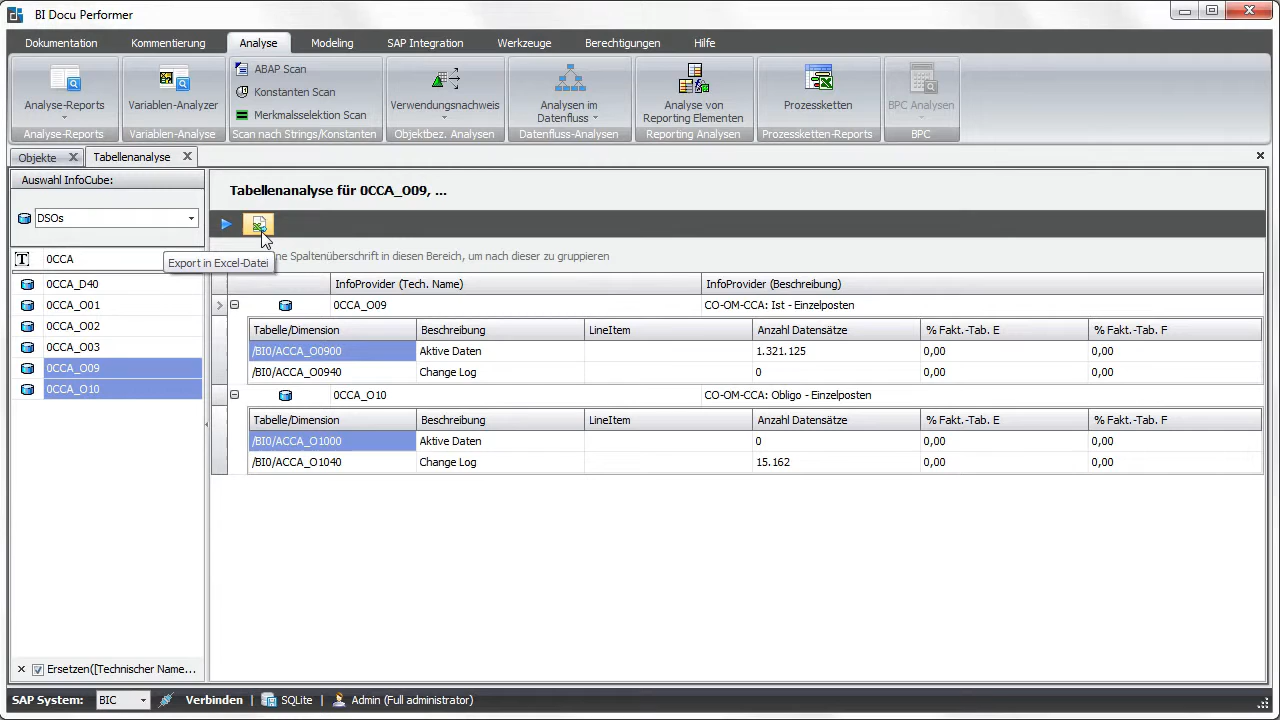 BI Docu Performer
Dokumentation Kommentierung Analyse Modeling SAP Integration Werkzeuge Berechtigungen Hilfe
Analyse-Reports
Analyse-Reports
Variablen-Analyzer
Variablen-Analyse
ABAP Scan
Konstanten Scan
Merkmalsselektion Scan
Scan nach Strings/Konstanten
Verwendungsnachweis
Objektbez. Analysen
Analysen im
Datenfluss
Datenfluss-Analysen
Analyse von
Reporting Elementen
Reporting Analysen
Prozessketten
Prozessketten-Reports
BPC Analysen
BPC
Objekte Tabellenanalyse
Auswahl InfoCube:
DSOs
0CCA
0CCA_D40
0CCA_O01
0CCA_O02
0CCA_O03
0CCA_O09
0CCA_O10
Ersetzen([Technischer Name...
Tabellenanalyse für 0CCA_O09, ...
Export in Excel-Datei
ne Spaltenüberschrift in diesen Bereich, um nach dieser zu gruppieren
InfoProvider (Tech. Name) InfoProvider (Beschreibung)
0CCA_O09 CO-OM-CCA: Ist - Einzelposten
Tabelle/Dimension Beschreibung LineItem Anzahl Datensätze % Fakt.-Tab. E % Fakt.-Tab. F
/BI0/ACCA_O0900 Aktive Daten 1.321.125 0,00 0,00
/BI0/ACCA_O0940 Change Log 0 0,00 0,00
0CCA_O10 CO-OM-CCA: Obligo - Einzelposten
Tabelle/Dimension Beschreibung LineItem Anzahl Datensätze % Fakt.-Tab. E % Fakt.-Tab. F
/BI0/ACCA_O1000 Aktive Daten 0 0,00 0,00
/BI0/ACCA_O1040 Change Log 15.162 0,00 0,00
SAP System: BIC Verbinden | SQLite | Admin (Full administrator)